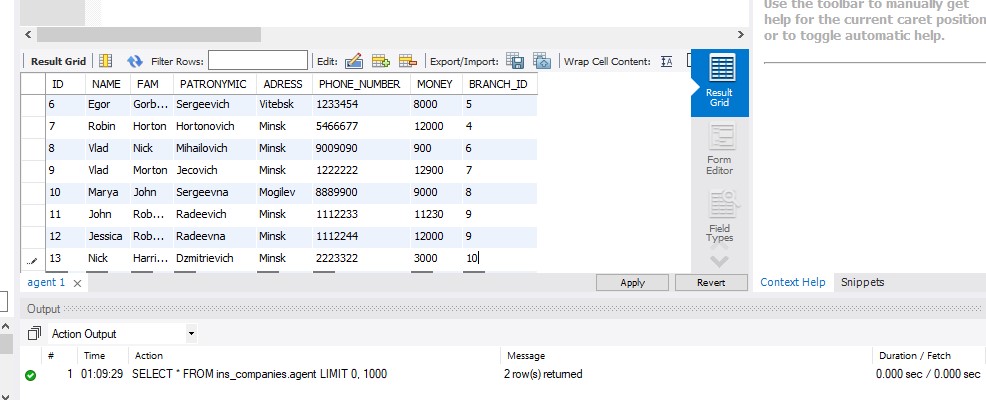 Use the toolbar to manually get
help for the current caret position
or to toggle automatic help.
Result Grid Filter Rows: Edit: Export/Import: Wrap Cell Content: IA
ID NAME FAM PATRONYMIC ADRESS PHONE_NUMBER MONEY BRANCH_ID
6 Egor Gorb... Sergeevich Vitebsk 1233454 8000 5
7 Robin Horton Hortonovich Minsk 5466677 12000 4
8 Vlad Nick Mihailovich Minsk 9009090 900 6
9 Vlad Morton Jecovich Minsk 1222222 12900 7
10 Marya John Sergeevna Mogilev 8889900 9000 8
11 John Rob... Radeevich Minsk 1112233 11230 9
12 Jessica Rob... Radeevna Minsk 1112244 12000 9
13 Nick Harri... Dzmitrievich Minsk 2223322 3000 10
Result
Grid
Form
Editor
Field
Types
agent 1 Apply Revert Context Help Snippets
Output
Action Output
# Time Action Message Duration / Fetch
1 01:09:29 SELECT * FROM ins_companies.agent LIMIT 0, 1000 2 row(s) returned 0.000 sec / 0.000 sec